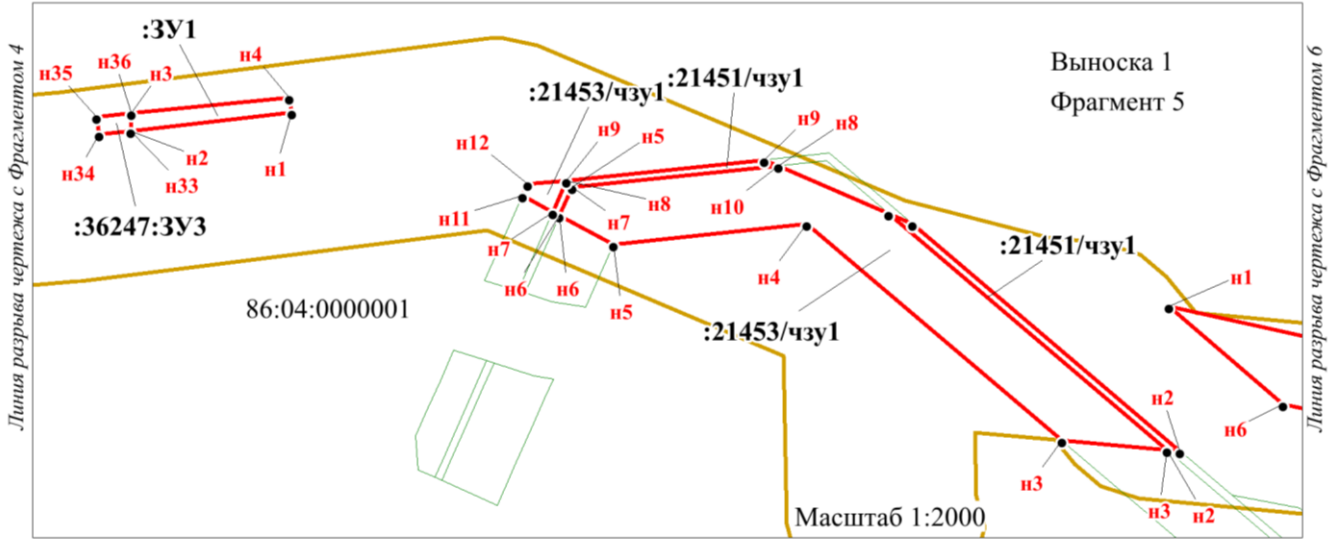 Линия разрыва чертежа с Фрагментом 4
:ЗУ1
н35
н36
н3
н4
н34
н33
н2
н1
:36247:ЗУ3
86:04:0000001
:21453/чзу1
:21451/чзу1
н12
н9
н5
н8
н7
н11
н7
н6
н6
н5
н10
н9
н8
н4
:21453/чзу1
:21451/чзу1
Выноска 1
Фрагмент 5
н1
н6
н2
н3
н3
н2
Масштаб 1:2000
Линия разрыва чертежа с Фрагментом 6